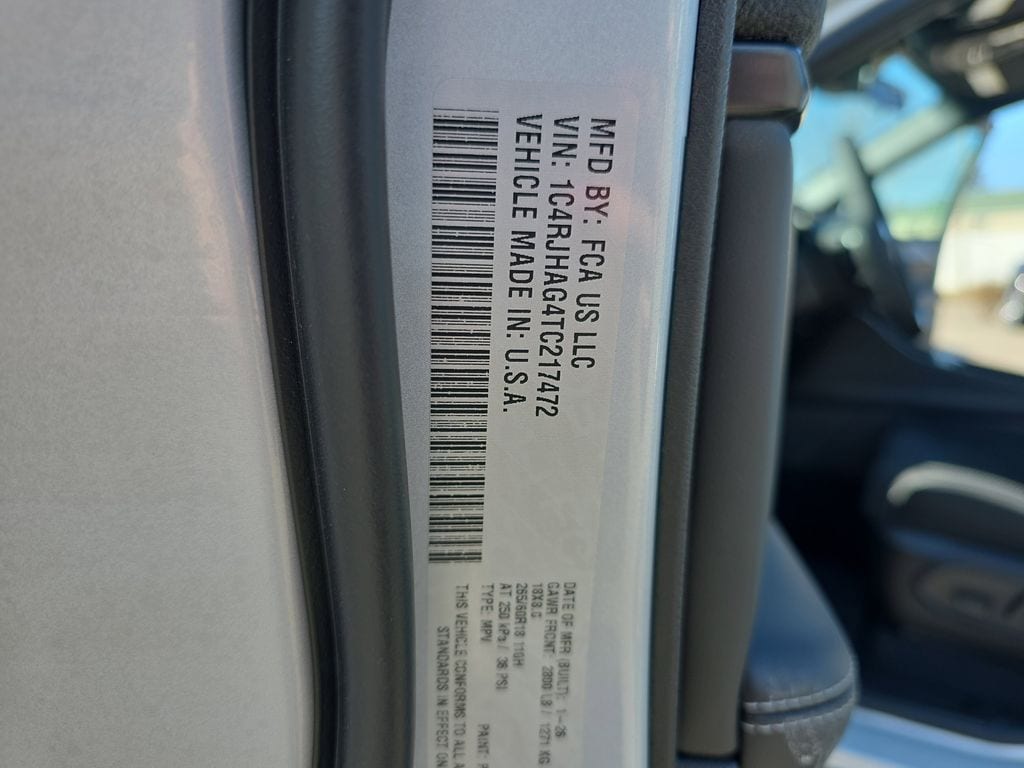 MFD BY: FCA US LLC
VIN: 1C4RJHAG4TC217472
VEHICLE MADE IN: U.S.A.
DATE OF MFR (BUILT): 1-26
GAWR FRONT 2800 LB / 1271 KG
18X8.0
265/60R18 110H
AT 250 kPa / 36 PSI
TYPE: MPV PAINT:
THIS VEHICLE CONFORMS TO ALL
STANDARDS IN EFFECT ON